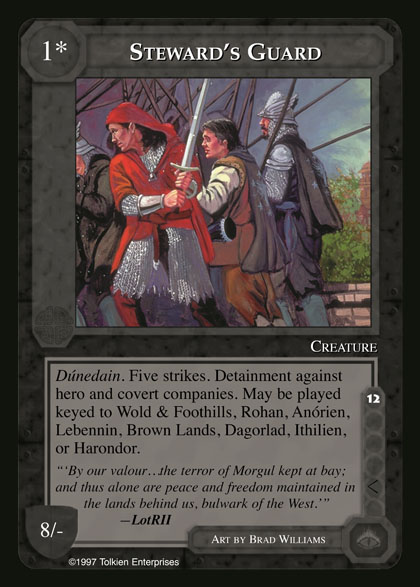 1*
STEWARD'S GUARD
CREATURE
Dúnedain. Five strikes. Detainment against
hero and covert companies. May be played
keyed to Wold & Foothills, Rohan, Anórien,
Lebennin, Brown Lands, Dagorlad, Ithilien,
or Harondor.
12
“‘By our valour…the terror of Morgul kept at bay;
and thus alone are peace and freedom maintained in
the lands behind us, bulwark of the West.’”
—LotRII
8/-
ART BY BRAD WILLIAMS
©1997 Tolkien Enterprises